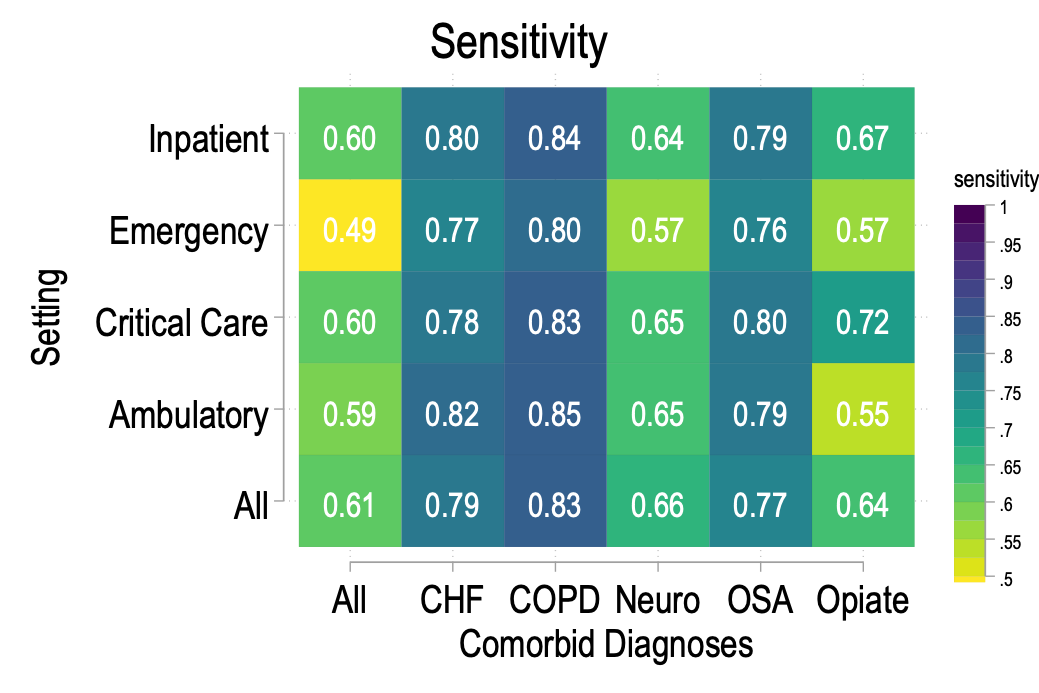 Sensitivity
Inpatient 0.60 0.80 0.84 0.64 0.79 0.67
Emergency 0.49 0.77 0.80 0.57 0.76 0.57
Critical Care 0.60 0.78 0.83 0.65 0.80 0.72
Ambulatory 0.59 0.82 0.85 0.65 0.79 0.55
All 0.61 0.79 0.83 0.66 0.77 0.64
Setting
All CHF COPD Neuro OSA Opiate
Comorbid Diagnoses
sensitivity
1
.95
.9
.85
.8
.75
.7
.65
.6
.55
.5